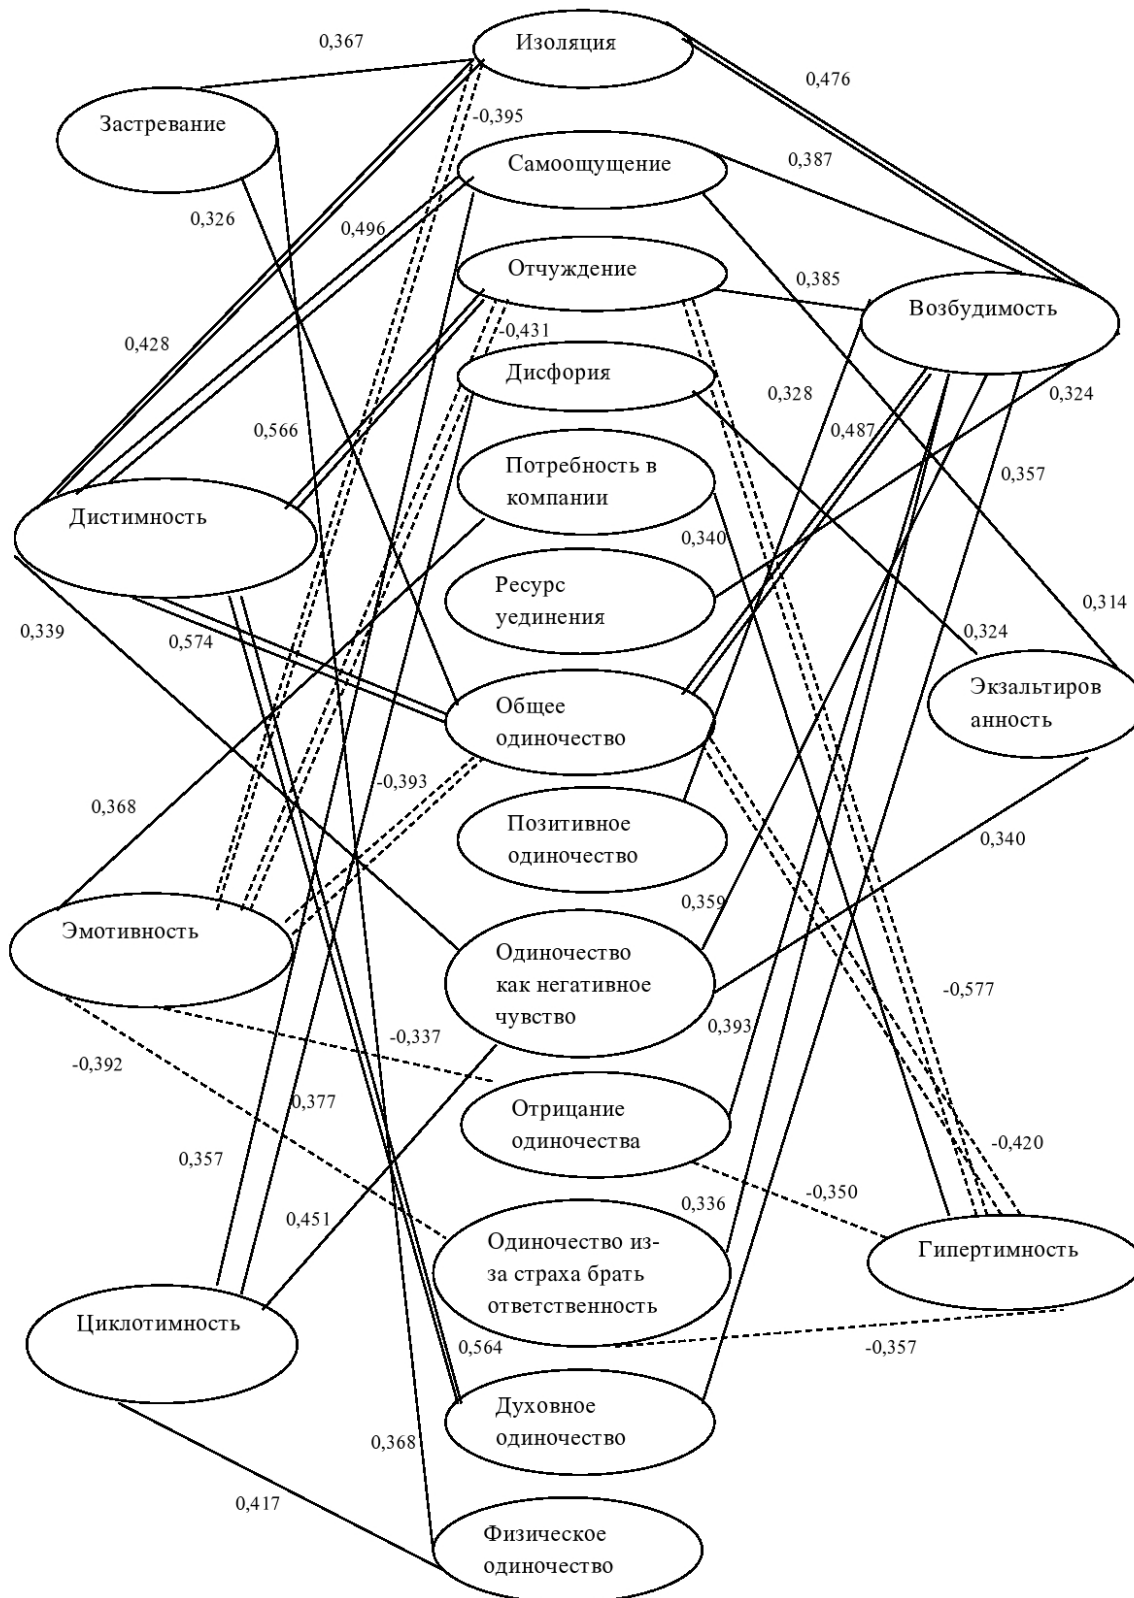 Изоляция
0,367
0,476
Застревание
-0,395
Самоощущение
0,387
0,326
0,496
Отчуждение
0,385
Возбудимость
0,428
-0,431
Дисфория
0,328
0,324
0,566
0,487
0,357
Потребность в
компании
Дистимность
0,340
Ресурс
уединения
0,314
0,339
0,574
0,324
Общее
одиночество
Экзальтиров
анность
-0,393
0,368
Позитивное
одиночество
0,340
0,359
Эмотивность
Одиночество
как негативное
чувство
-0,577
0,393
-0,337
-0,392
0,377
Отрицание
одиночества
-0,420
0,357
-0,350
0,336
0,451
Одиночество из-
за страха брать
ответственность
Гипертимность
Циклотимность
0,564
-0,357
Духовное
одиночество
0,368
0,417
Физическое
одиночество